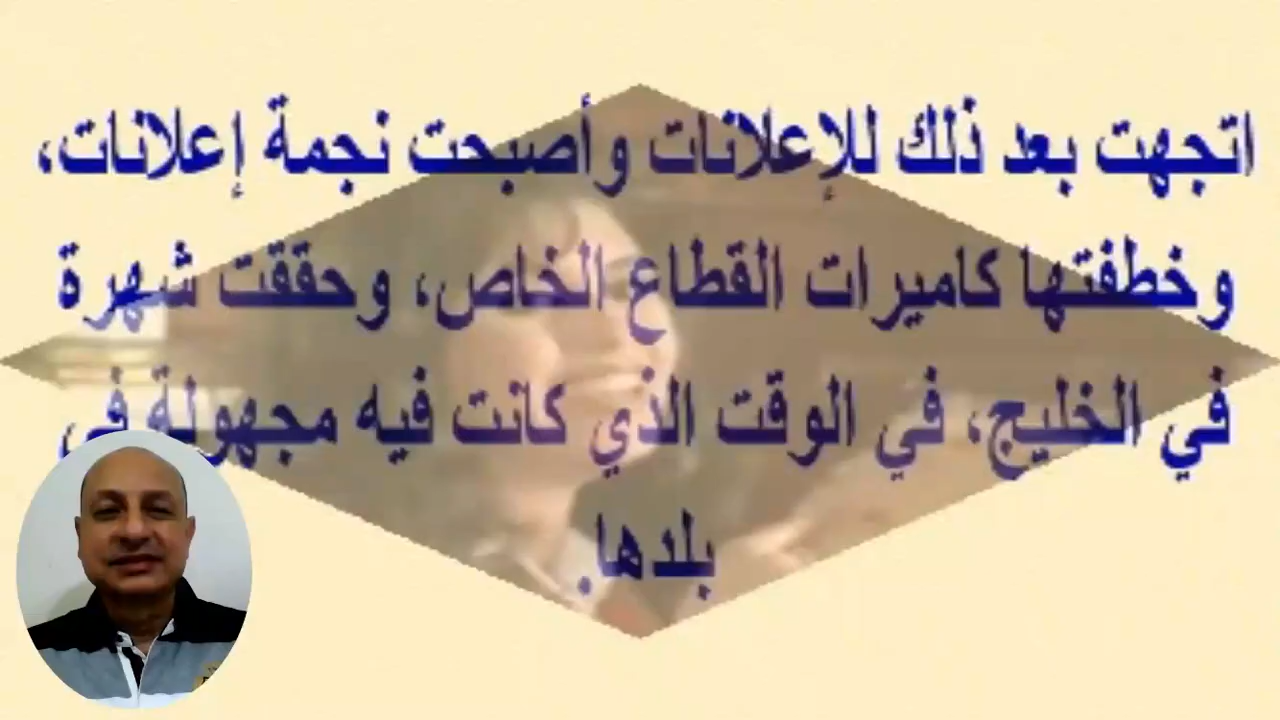 اتجهت بعد ذلك للإعلانات وأصبحت نجمة إعلانات،
وخطفتها كاميرات القطاع الخاص، وحققت شهرة
في الخليج، في الوقت الذي كانت فيه مجهولة في
بلدها.